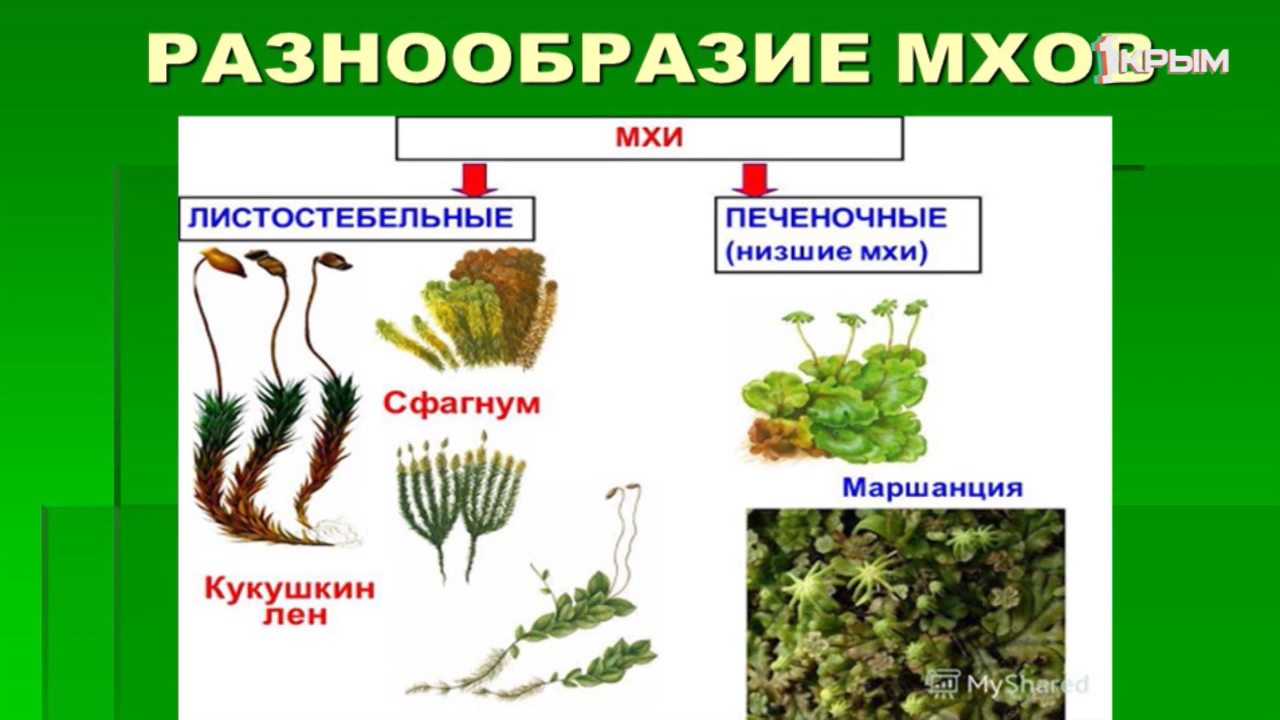 РАЗНООБРАЗИЕ МХОВ
1КРЫМ
МХИ
ЛИСТОСТЕБЕЛЬНЫЕ
ПЕЧЕНОЧНЫЕ
(низшие мхи)
Сфагнум
Маршанция
Кукушкин
лен
MyShared